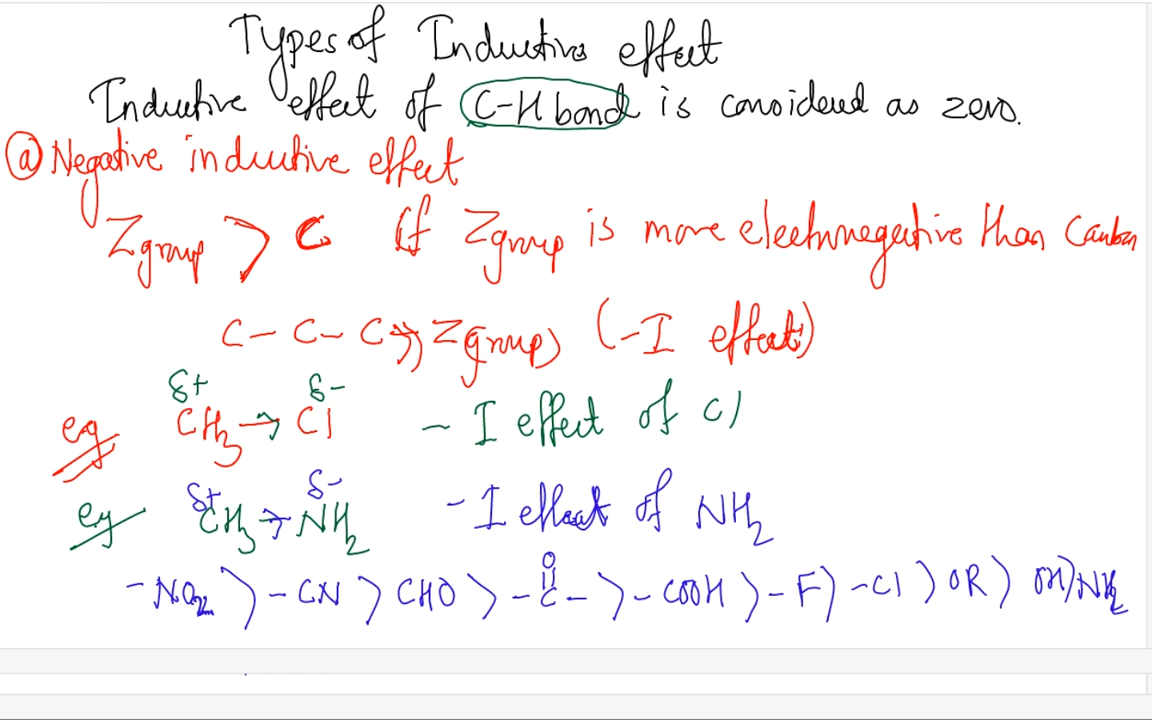 Types of Inductive effect
Inductive effect of C-H bond is considered as zero.
ⓐ Negative inductive effect
Zgroup > C If Zgroup is more electronegative than Carbon
C - C - C →> Zgroup (-I effect)
δ+ δ-
eg CH3 → Cl - I effect of Cl
δ+ δ-
eg CH3 → NH2 - I effect of NH2
O
-NO2 > -CN > CHO > -C- > -COOH > -F > -Cl > OR > OH > NH2